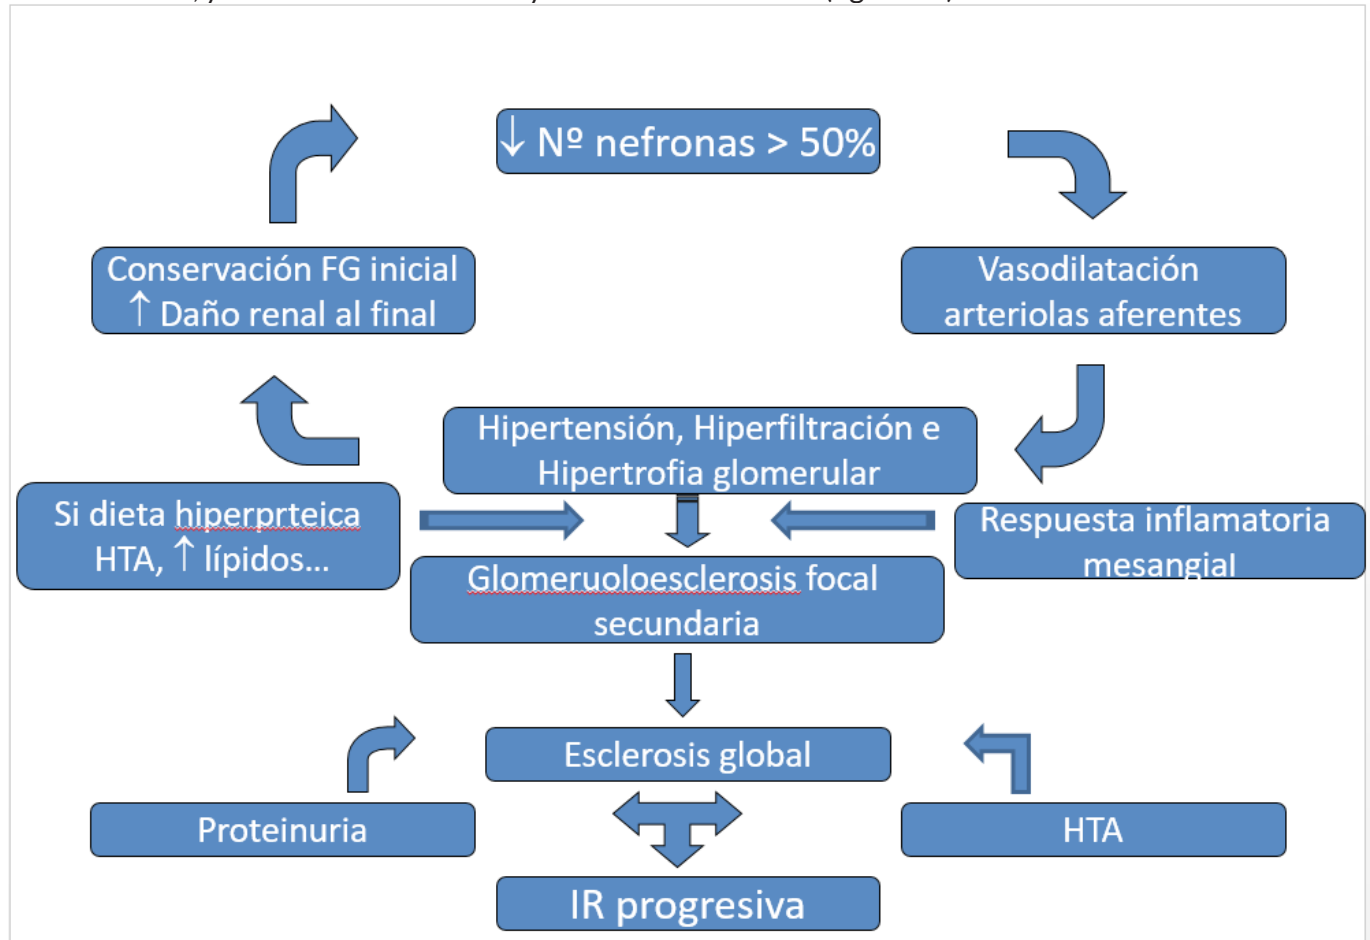 ↓ Nº nefronas > 50%
Conservación FG inicial
↑ Daño renal al final
Vasodilatación
arteriolas aferentes
Hipertensión, Hiperfiltración e
Hipertrofia glomerular
Si dieta hiperprteica
HTA, ↑ lípidos...
Respuesta inflamatoria
mesangial
Glomeruoloesclerosis focal
secundaria
Esclerosis global
Proteinuria
HTA
IR progresiva